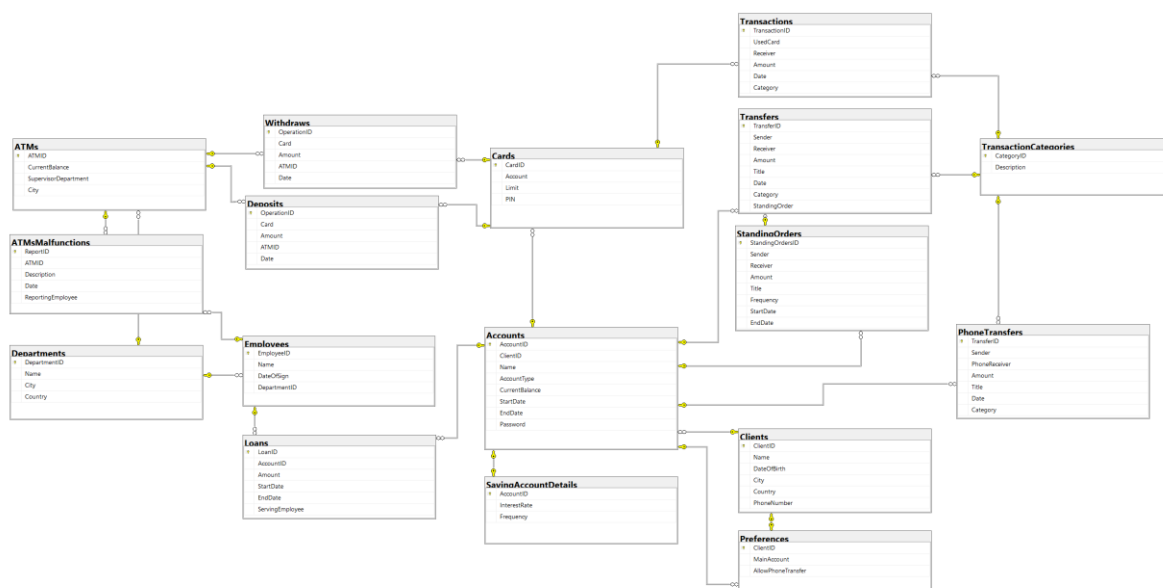 Transactions
TransactionID
UsedCard
Receiver
Amount
Date
Category
Transfers
TransferID
Sender
Receiver
Amount
Title
Date
Category
StandingOrder
TransactionCategories
CategoryID
Description
Withdraws
OperationID
Card
Amount
ATMID
Date
ATMs
ATMID
CurrentBalance
SupervisorDepartment
City
Cards
CardID
Account
Limit
PIN
Deposits
OperationID
Card
Amount
ATMID
Date
ATMsMalfunctions
ReportID
ATMID
Description
Date
ReportingEmployee
StandingOrders
StandingOrdersID
Sender
Receiver
Amount
Title
Frequency
StartDate
EndDate
Departments
DepartmentID
Name
City
Country
Employees
EmployeeID
Name
DateOfSign
DepartmentID
Accounts
AccountID
ClientID
Name
AccountType
CurrentBalance
StartDate
EndDate
Password
PhoneTransfers
TransferID
Sender
PhoneReceiver
Amount
Title
Date
Category
Loans
LoanID
AccountID
Amount
StartDate
EndDate
ServingEmployee
SavingAccountDetails
AccountID
InterestRate
Frequency
Clients
ClientID
Name
DateOfBirth
City
Country
PhoneNumber
Preferences
ClientID
MainAccount
AllowPhoneTransfer